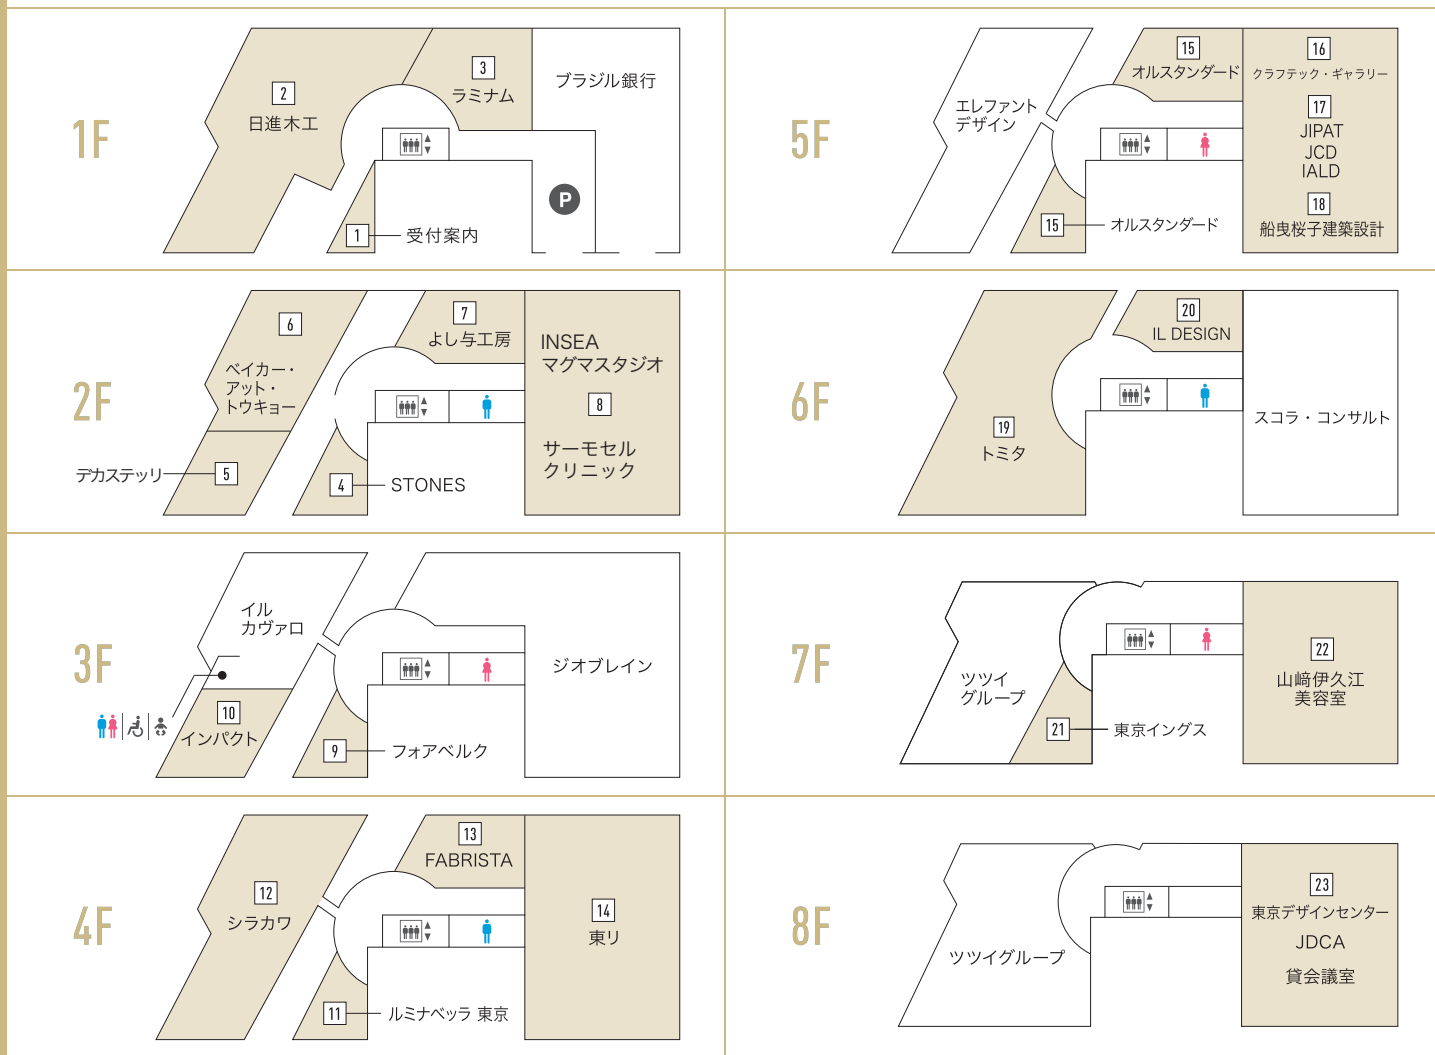 1F
2
日進木工
3
ラミナム
ブラジル銀行
P
1
受付案内
2F
6
ベイカー・
アット・
トウキョー
7
よし与工房
INSEA
マグマスタジオ
8
サーモセル
クリニック
デカステッリ
5
4
STONES
3F
イル
カヴァロ
10
インパクト
9
フォアベルク
ジオブレイン
4F
12
シラカワ
13
FABRISTA
14
東リ
11
ルミナベッラ 東京
5F
エレファント
デザイン
15
オルスタンダード
16
クラフテック・ギャラリー
17
JIPAT
JCD
IALD
18
船曳桜子建築設計
15
オルスタンダード
6F
20
IL DESIGN
19
トミタ
スコラ・コンサルト
7F
ツツイ
グループ
21
東京イングス
22
山﨑伊久江
美容室
8F
ツツイグループ
23
東京デザインセンター
JDCA
貸会議室